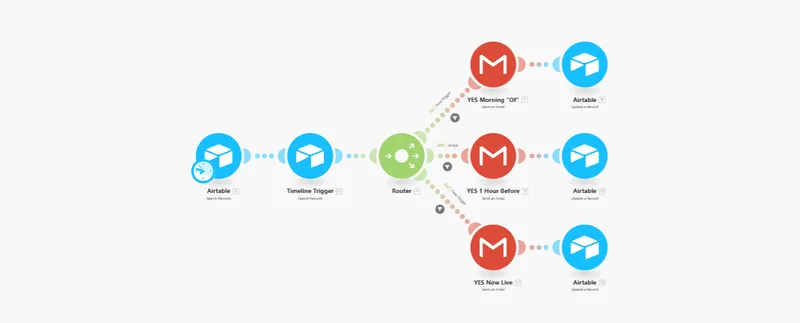 YES Morning "Of"
Send an Email
Airtable
Update a Record
Airtable
Search Records
Timeline Trigger
Search Records
Router
YES 1 Hour Before
Send an Email
Airtable
Update a Record
YES Now Live
Send an Email
Airtable
Update a Record